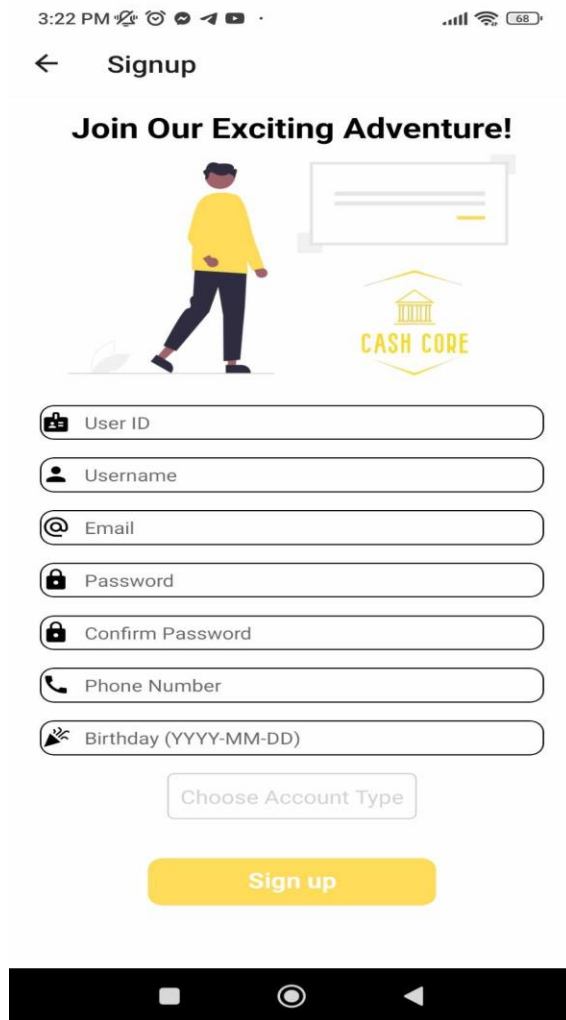 3:22 PM
68
Signup
Join Our Exciting Adventure!
CASH CORE
User ID
Username
Email
Password
Confirm Password
Phone Number
Birthday (YYYY-MM-DD)
Choose Account Type
Sign up